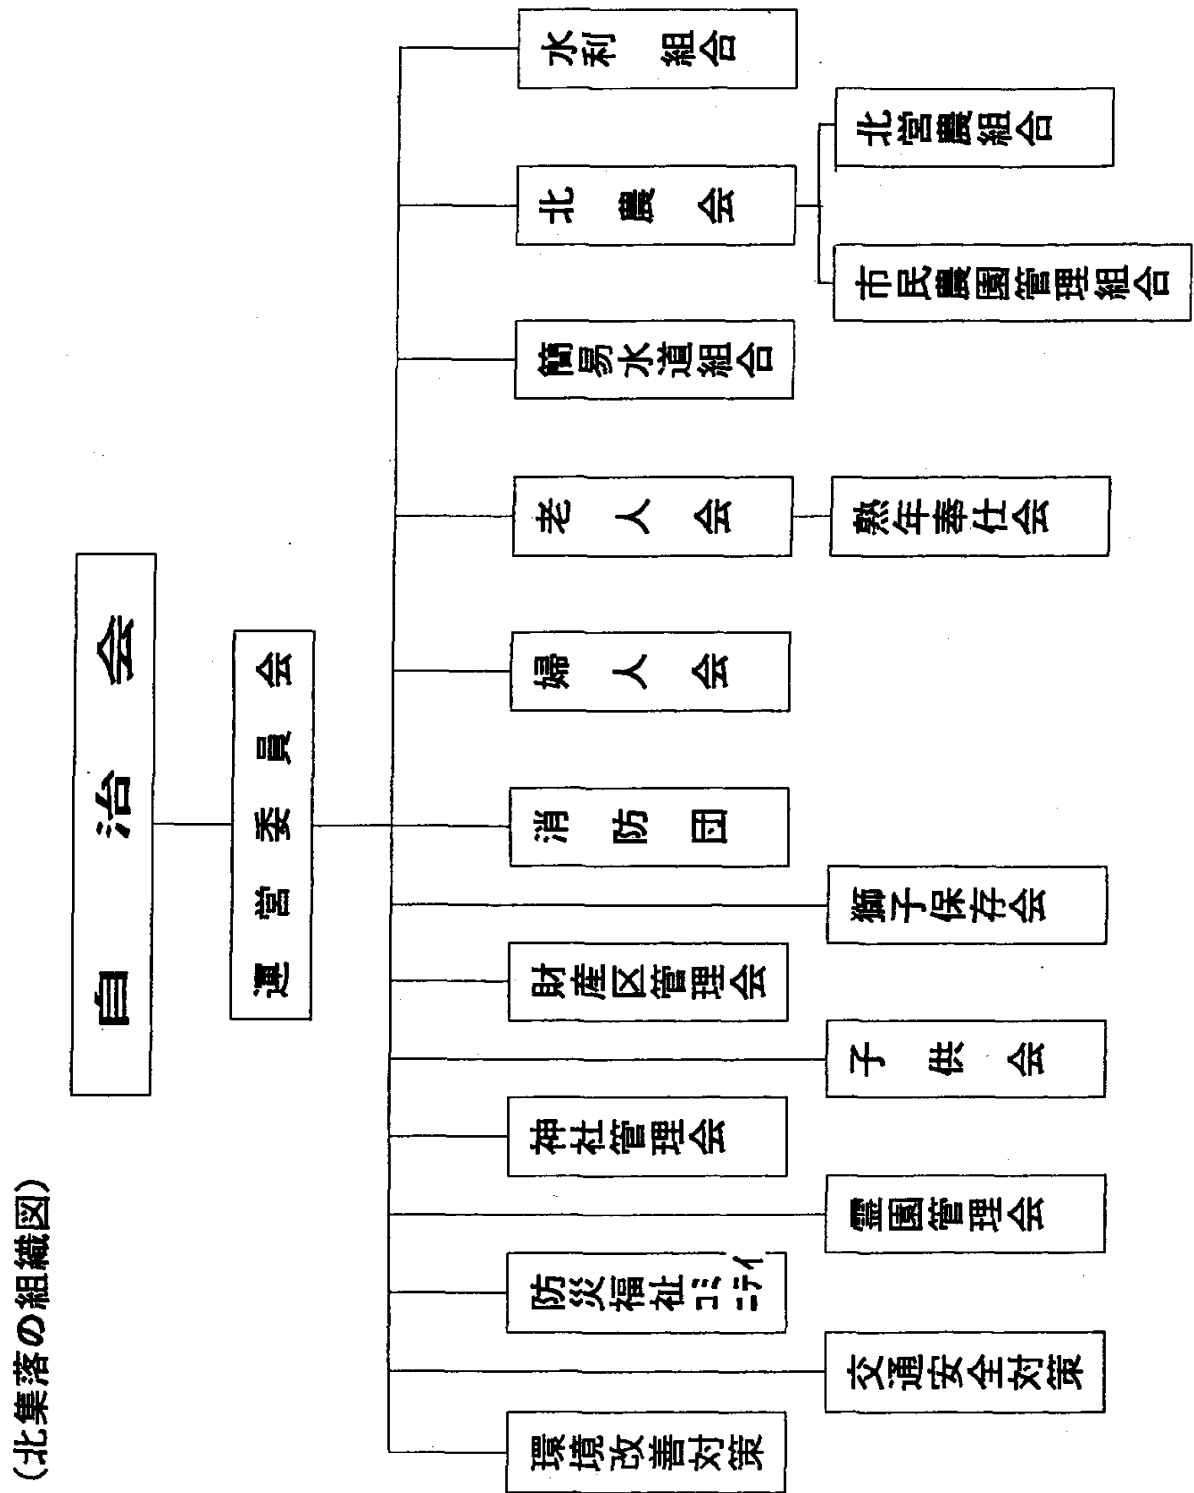 (北集落の組織図)
自治会
運営委員会
環境改善対策
交通安全対策
防災福祉コミニティ
霊園管理会
神社管理会
子供会
財産区管理会
獅子保存会
消防団
婦人会
老人会
熟年奉仕会
簡易水道組合
北農会
市民農園管理組合
北営農組合
水利組合